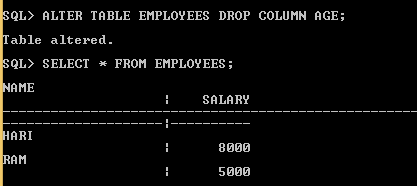 SQL> ALTER TABLE EMPLOYEES DROP COLUMN AGE;
Table altered.
SQL> SELECT * FROM EMPLOYEES;
NAME
¦ SALARY
--------------------------------------------------
--------------------¦----------
HARI
¦ 8000
RAM
¦ 5000